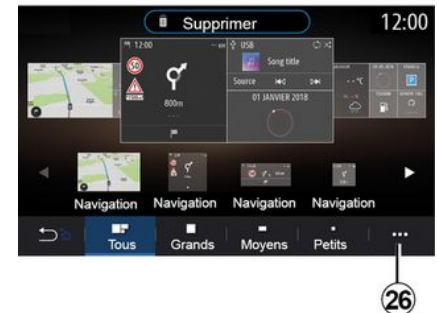 Supprimer
12:00
12:00
USB
50
Song title
800m
Source
01 JANVIER 2018
--°C
Navigation Navigation Navigation Navigation
Tous Grands Moyens Petits
26